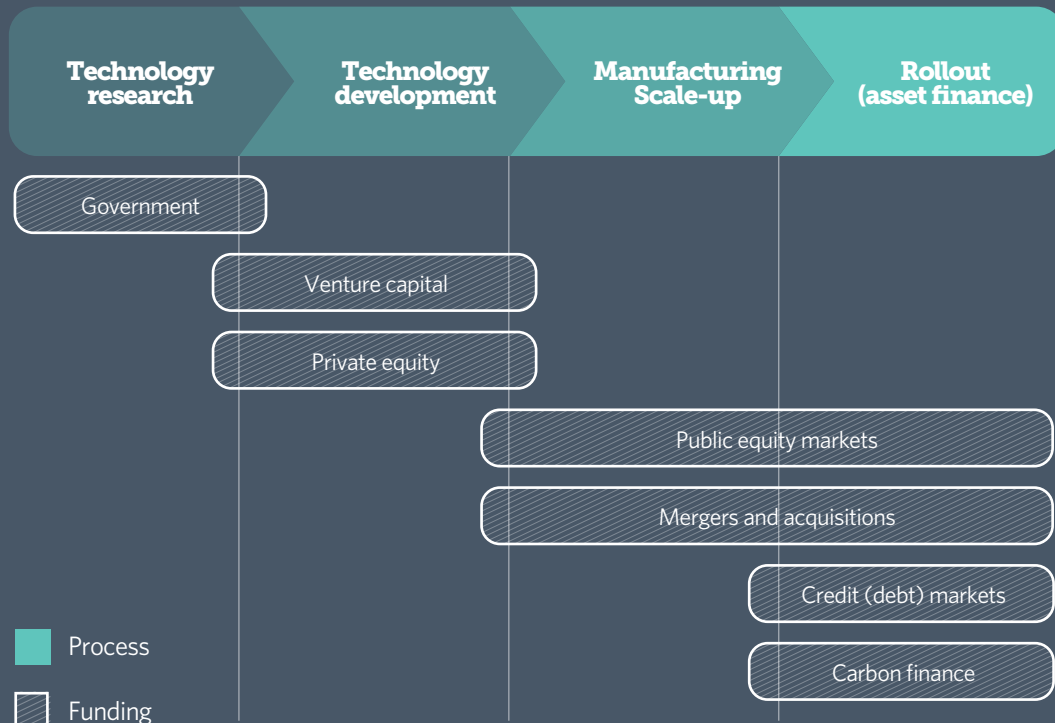 Technology
research
Technology
development
Manufacturing
Scale-up
Rollout
(asset finance)
Government
Venture capital
Private equity
Public equity markets
Mergers and acquisitions
Credit (debt) markets
Carbon finance
Process
Funding